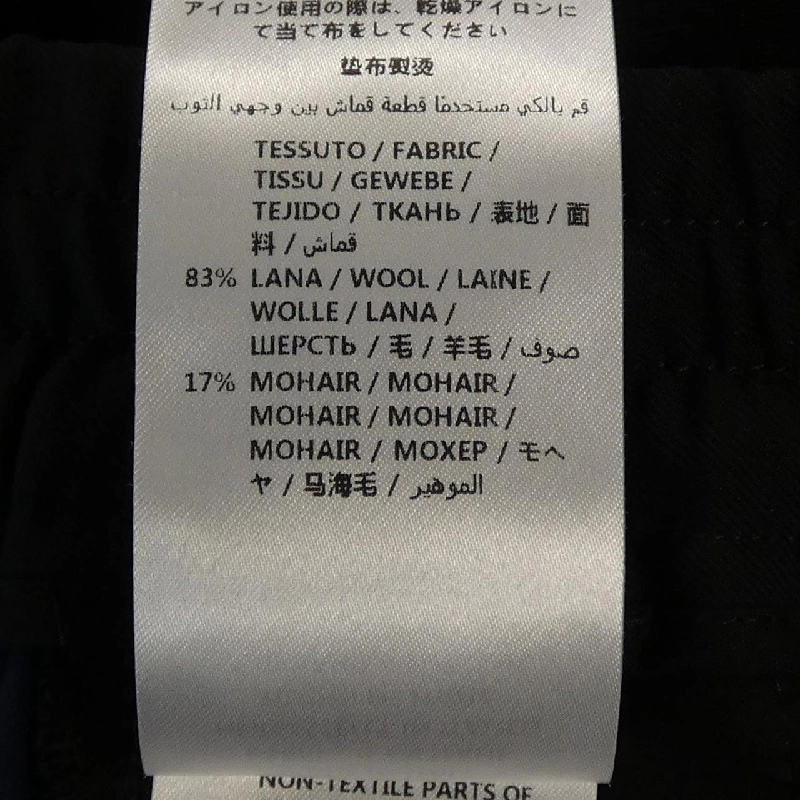 アイロン使用の際は、乾燥アイロンに
て当て布をしてください
垫布熨烫
قم بالكي مستخدمًا قطعة قماش بين وجهي الثوب
TESSUTO / FABRIC /
TISSU / GEWEBE /
TEJIDO / ТКАНЬ / 表地 / 面
料 / قماش
83% LANA / WOOL / LAINE /
WOLLE / LANA /
ШЕРСТЬ / 毛 / 羊毛 / صوف
17% MOHAIR / MOHAIR /
MOHAIR / MOHAIR /
MOHAIR / МОХЕР / モヘ
ヤ / 马海毛 / الموهير
NON-TEXTILE PARTS OF